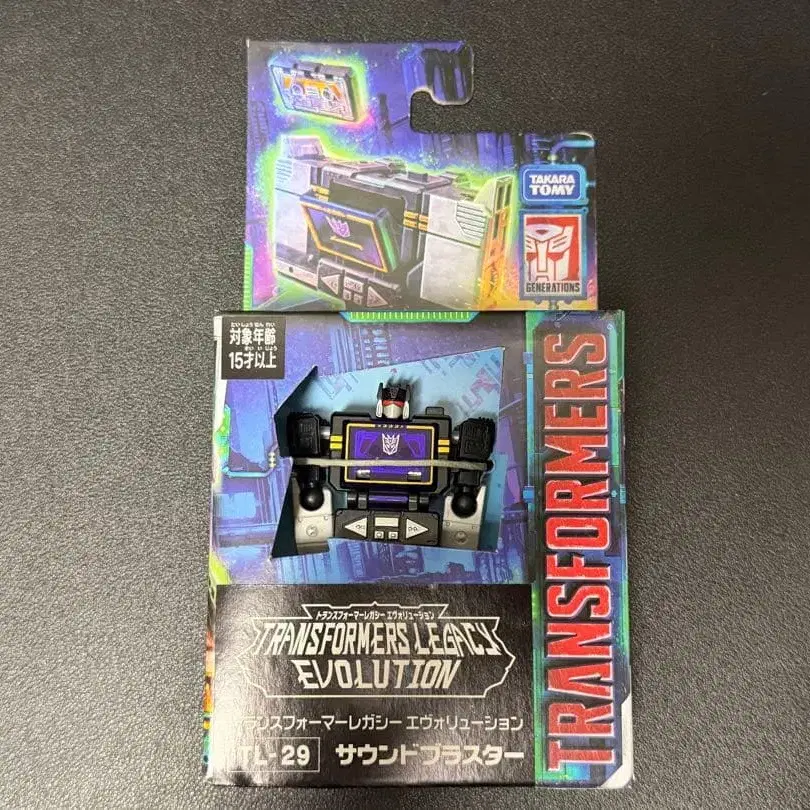 TAKARA
TOMY
GENERATIONS
対象年齢
15才以上
TRANSFORMERS
トランスフォーマーレガシー エヴォリューション
TRANSFORMERS LEGACY
EVOLUTION
トランスフォーマーレガシー エヴォリューション
TL-29 サウンドブラスター